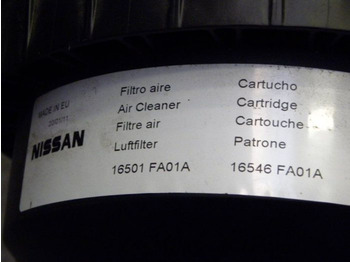 MADE IN EU
NISSAN
Filtro aire
Air Cleaner
Filtre air
Luftfilter
16501 FA01A
Cartucho
Cartridge
Cartouche
Patrone
16546 FA01A